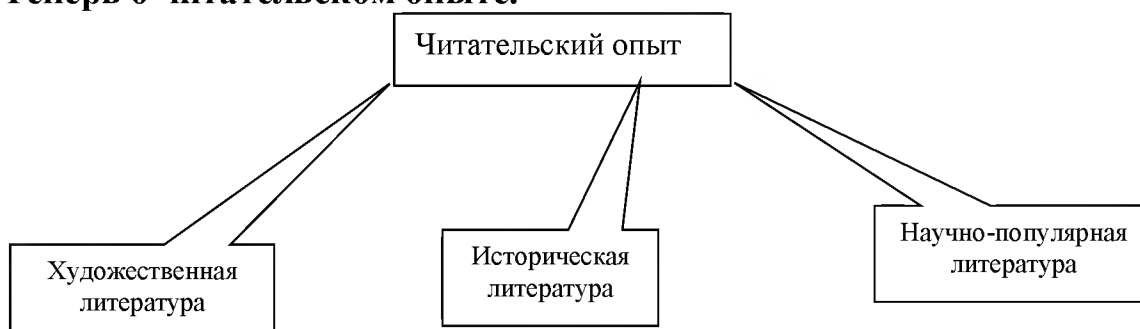 Теперь о читательском опыте.
Читательский опыт
Художественная
литература
Историческая
литература
Научно-популярная
литература